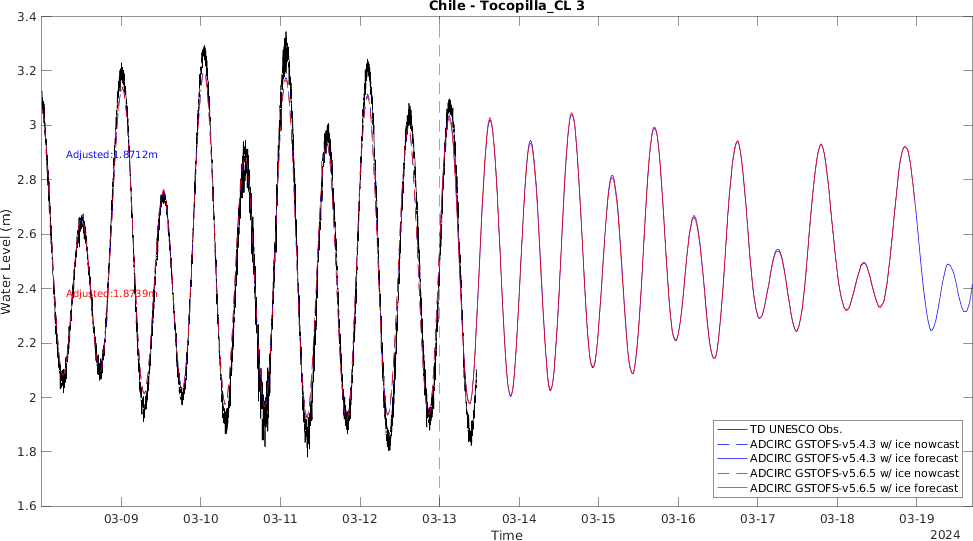 Chile - Tocopilla_CL 3
3.4
3.2
3
2.8
2.6
2.4
2.2
2
1.8
1.6
Water Level (m)
Adjusted:1.8712m
Adjusted:1.8739m
TD UNESCO Obs.
ADCIRC GSTOFS-v5.4.3 w/ ice nowcast
ADCIRC GSTOFS-v5.4.3 w/ ice forecast
ADCIRC GSTOFS-v5.6.5 w/ ice nowcast
ADCIRC GSTOFS-v5.6.5 w/ ice forecast
03-09 03-10 03-11 03-12 03-13 03-14 03-15 03-16 03-17 03-18 03-19
Time
2024